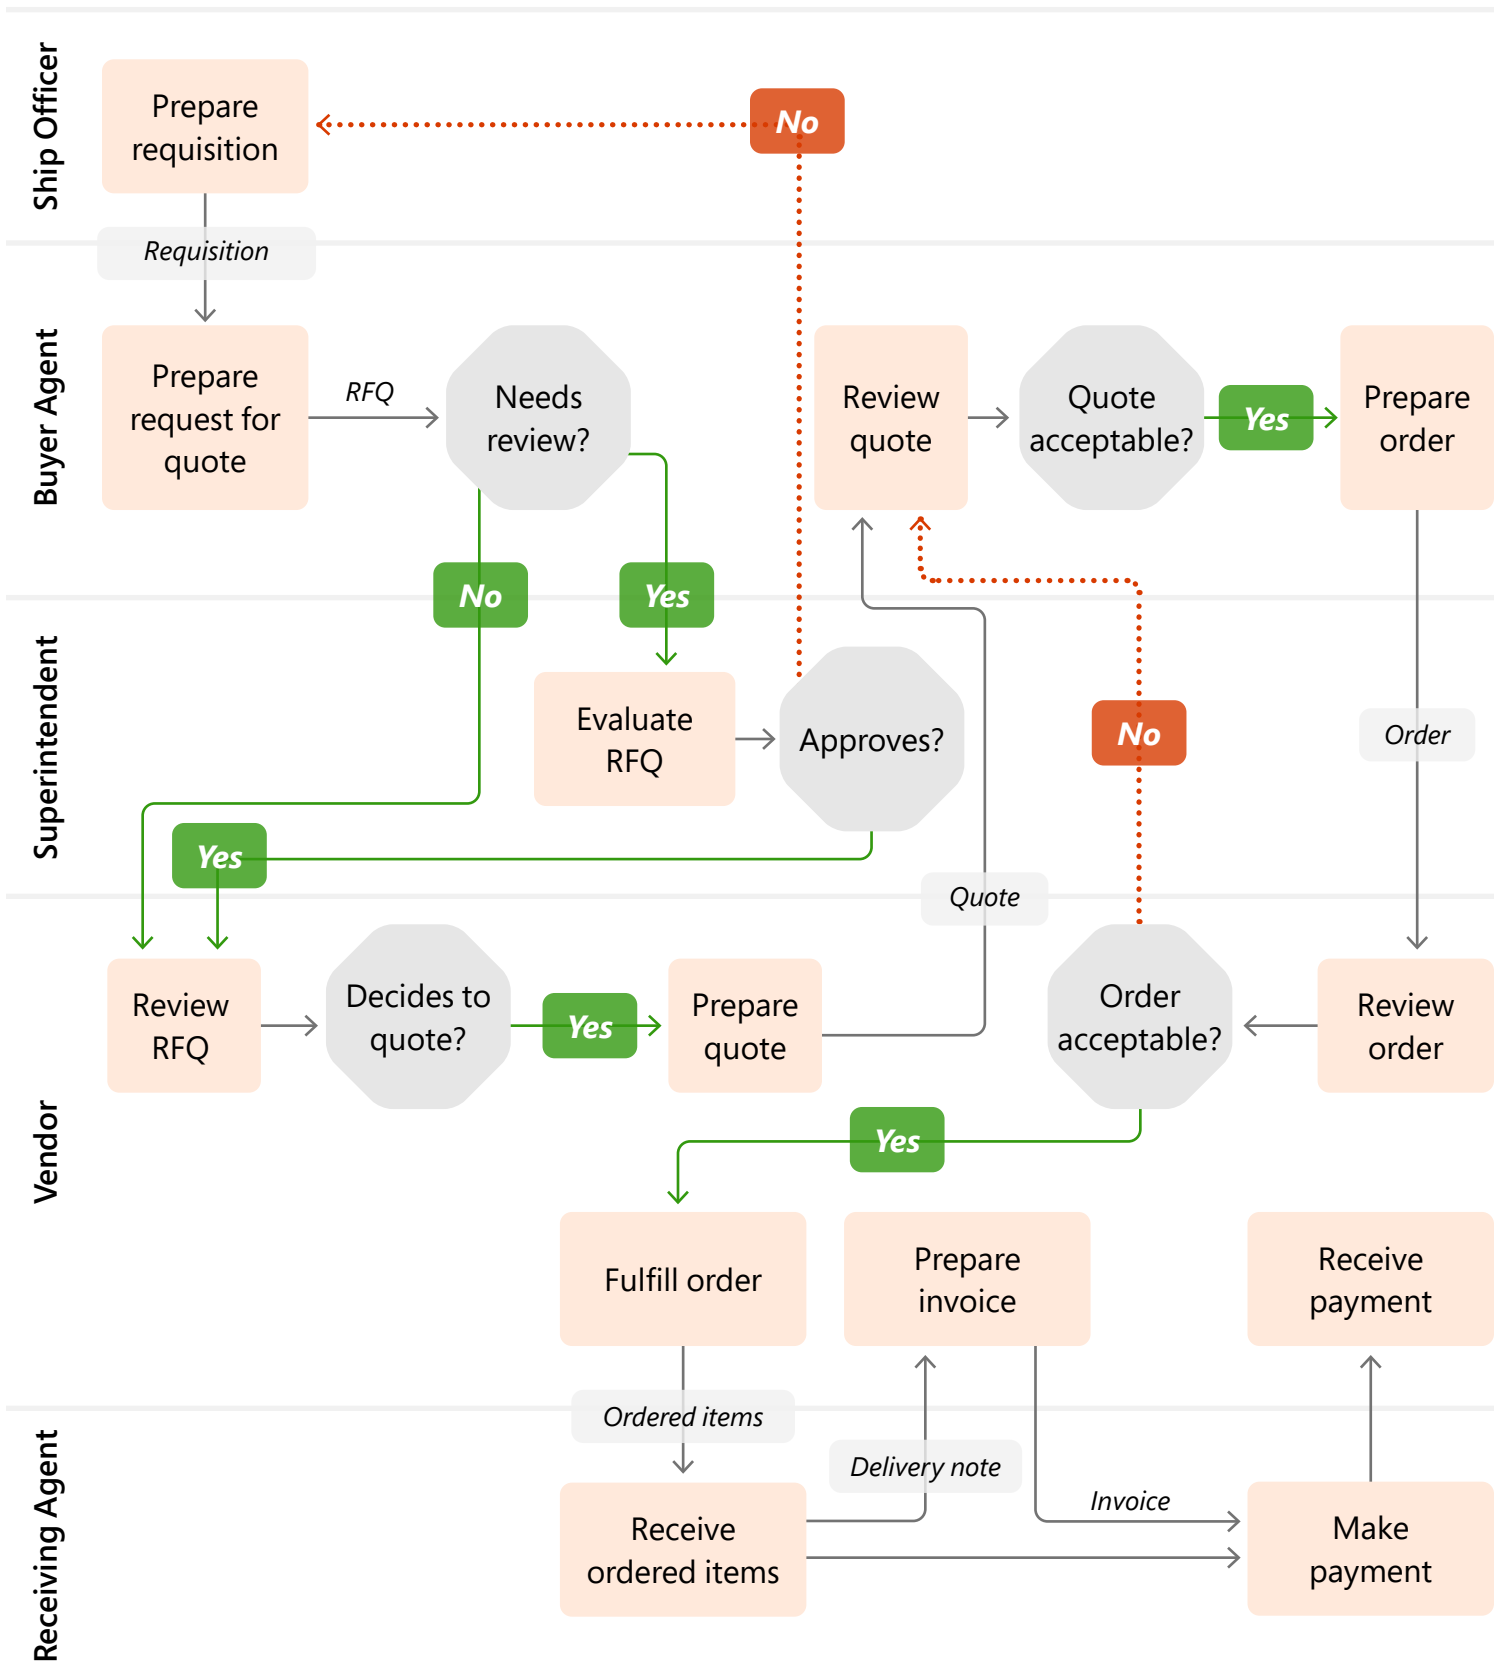 Ship Officer
Prepare
requisition
No
Requisition
Buyer Agent
Prepare
request for
quote
RFQ
Needs
review?
Review
quote
Quote
acceptable?
Yes
Prepare
order
No
Yes
Superintendent
Evaluate
RFQ
Approves?
No
Order
Yes
Quote
Vendor
Review
RFQ
Decides to
quote?
Yes
Prepare
quote
Order
acceptable?
Review
order
Yes
Fulfill order
Prepare
invoice
Receive
payment
Ordered items
Receiving Agent
Delivery note
Invoice
Receive
ordered items
Make
payment